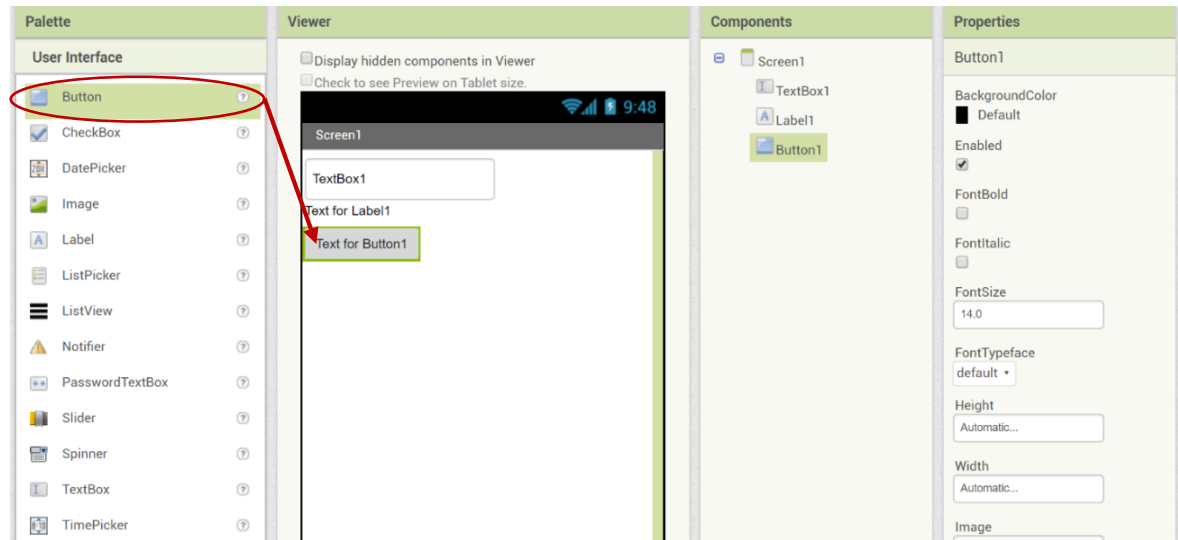 Palette
User Interface
Button
CheckBox
DatePicker
Image
Label
ListPicker
ListView
Notifier
PasswordTextBox
Slider
Spinner
TextBox
TimePicker
Viewer
Display hidden components in Viewer
Check to see Preview on Tablet size.
9:48
Screen1
TextBox1
Text for Label1
Text for Button1
Components
Screen1
TextBox1
Label1
Button1
Properties
Button1
BackgroundColor
Default
Enabled
FontBold
FontItalic
FontSize
14.0
FontTypeface
default
Height
Automatic...
Width
Automatic...
Image